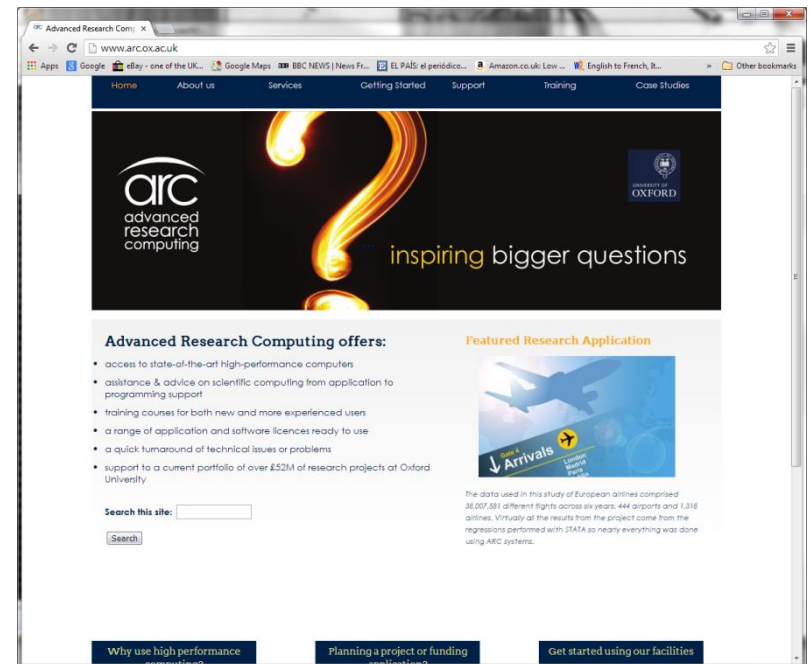 Advanced Research Com
www.arc.ox.ac.uk
Apps Google eBay - one of the UK... Google Maps BBC NEWS | News Fr... EL PAÍS: el periódico... Amazon.co.uk: Low ... English to French, It... » Other bookmarks
Home About us Services Getting Started Support Training Case Studies
arc
advanced
research
computing
UNIVERSITY OF
OXFORD
inspiring bigger questions
Advanced Research Computing offers:
• access to state-of-the-art high-performance computers
• assistance & advice on scientific computing from application to
programming support
• training courses for both new and more experienced users
• a range of application and software licences ready to use
• a quick turnaround of technical issues or problems
• support to a current portfolio of over £52M of research projects at Oxford
University
Search this site:
Search
Featured Research Application
Gate 4
Arrivals
London
Madrid
Paris
The data used in this study of European airlines comprised
38,007,581 different flights across six years, 444 airports and 1,318
airlines. Virtually all the results from the project come from the
regressions performed with STATA so nearly everything was done
using ARC systems.
Why use high performance
computing?
Planning a project or funding
application?
Get started using our facilities